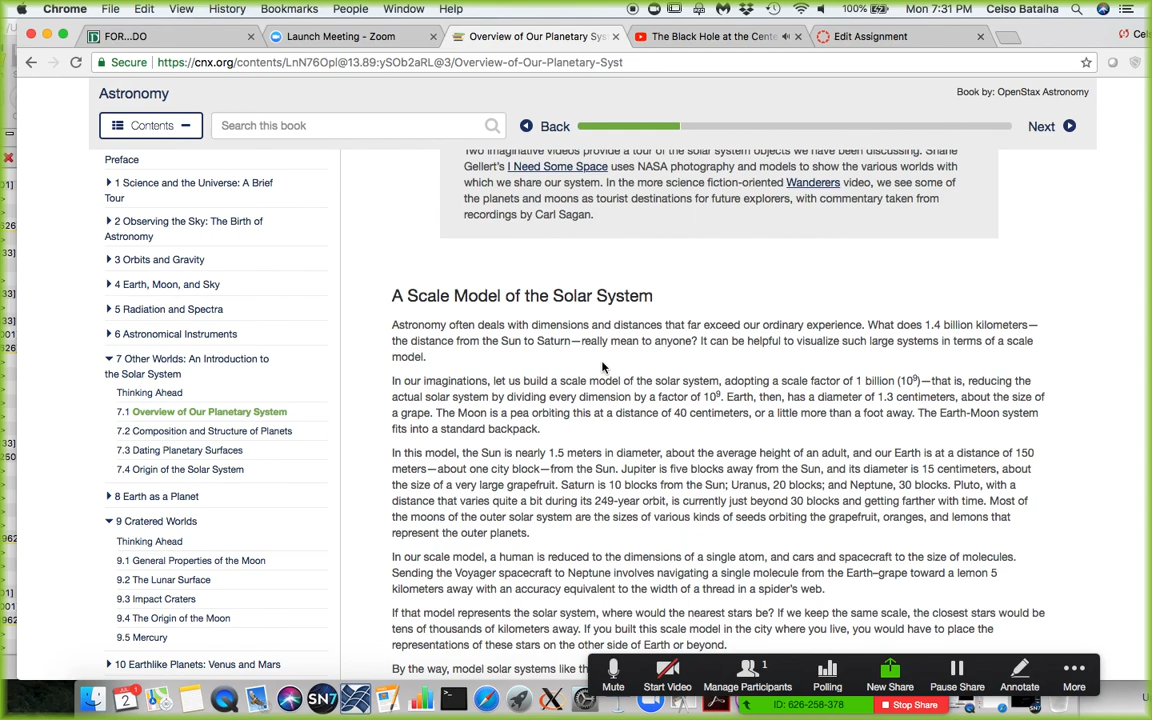 Chrome File Edit View History Bookmarks People Window Help 100% Mon 7:31 PM Celso Batalha
FOR...DO × Launch Meeting - Zoom × Overview of Our Planetary Sys × The Black Hole at the Cente × Edit Assignment ×
Secure https://cnx.org/contents/LnN76Opl@13.89:ySOb2aRL@3/Overview-of-Our-Planetary-Syst
Astronomy Book by: OpenStax Astronomy
Contents Search this book Back Next
Preface
1 Science and the Universe: A Brief
Tour
2 Observing the Sky: The Birth of
Astronomy
3 Orbits and Gravity
4 Earth, Moon, and Sky
5 Radiation and Spectra
6 Astronomical Instruments
7 Other Worlds: An Introduction to
the Solar System
Thinking Ahead
7.1 Overview of Our Planetary System
7.2 Composition and Structure of Planets
7.3 Dating Planetary Surfaces
7.4 Origin of the Solar System
8 Earth as a Planet
9 Cratered Worlds
Thinking Ahead
9.1 General Properties of the Moon
9.2 The Lunar Surface
9.3 Impact Craters
9.4 The Origin of the Moon
9.5 Mercury
10 Earthlike Planets: Venus and Mars
Two imaginative videos provide a tour of the solar system objects we have been discussing. Shane
Gellert's I Need Some Space uses NASA photography and models to show the various worlds with
which we share our system. In the more science fiction-oriented Wanderers video, we see some of
the planets and moons as tourist destinations for future explorers, with commentary taken from
recordings by Carl Sagan.
A Scale Model of the Solar System
Astronomy often deals with dimensions and distances that far exceed our ordinary experience. What does 1.4 billion kilometers—
the distance from the Sun to Saturn—really mean to anyone? It can be helpful to visualize such large systems in terms of a scale
model.
In our imaginations, let us build a scale model of the solar system, adopting a scale factor of 1 billion (10⁹)—that is, reducing the
actual solar system by dividing every dimension by a factor of 10⁹. Earth, then, has a diameter of 1.3 centimeters, about the size of
a grape. The Moon is a pea orbiting this at a distance of 40 centimeters, or a little more than a foot away. The Earth-Moon system
fits into a standard backpack.
In this model, the Sun is nearly 1.5 meters in diameter, about the average height of an adult, and our Earth is at a distance of 150
meters—about one city block—from the Sun. Jupiter is five blocks away from the Sun, and its diameter is 15 centimeters, about
the size of a very large grapefruit. Saturn is 10 blocks from the Sun; Uranus, 20 blocks; and Neptune, 30 blocks. Pluto, with a
distance that varies quite a bit during its 249-year orbit, is currently just beyond 30 blocks and getting farther with time. Most of
the moons of the outer solar system are the sizes of various kinds of seeds orbiting the grapefruit, oranges, and lemons that
represent the outer planets.
In our scale model, a human is reduced to the dimensions of a single atom, and cars and spacecraft to the size of molecules.
Sending the Voyager spacecraft to Neptune involves navigating a single molecule from the Earth–grape toward a lemon 5
kilometers away with an accuracy equivalent to the width of a thread in a spider's web.
If that model represents the solar system, where would the nearest stars be? If we keep the same scale, the closest stars would be
tens of thousands of kilometers away. If you built this scale model in the city where you live, you would have to place the
representations of these stars on the other side of Earth or beyond.
By the way, model solar systems like th
Mute Start Video Manage Participants 1 Polling New Share Pause Share Annotate More
ID: 626-258-378 Stop Share